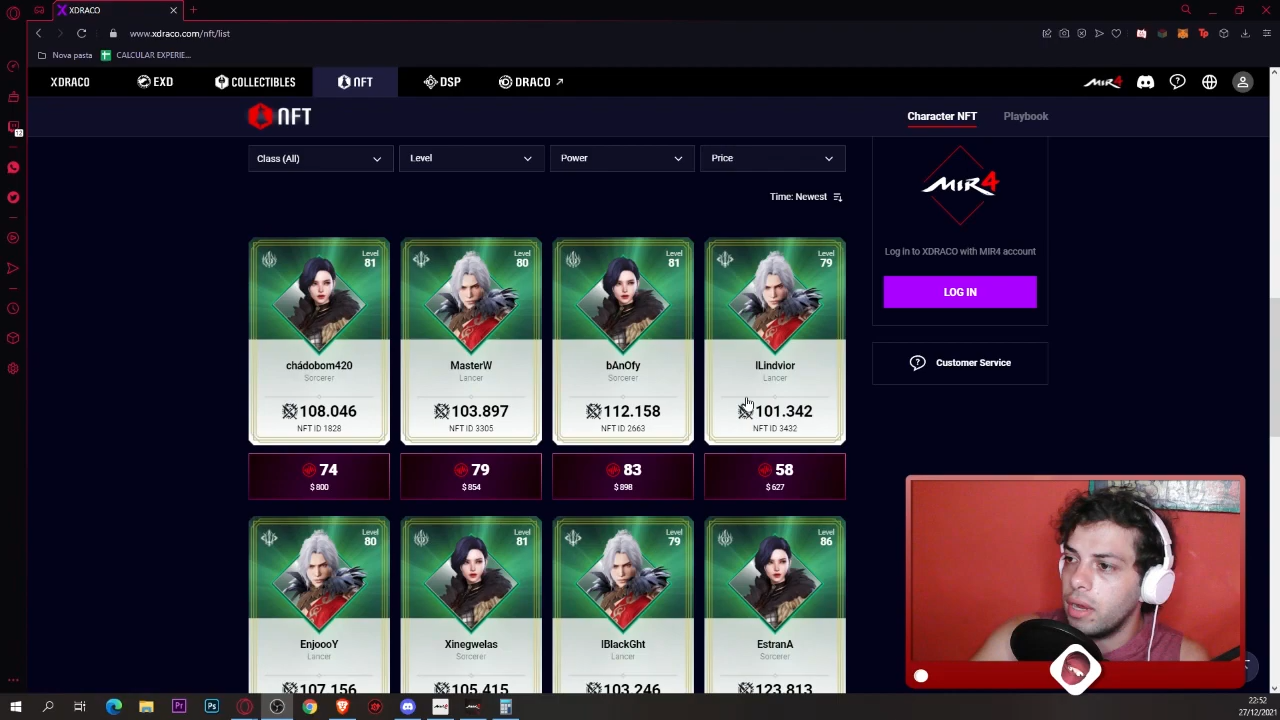 XDRACO
www.xdraco.com/nft/list
Nova pasta
CALCULAR EXPERIE...
XDRACO
EXD
COLLECTIBLES
NFT
DSP
DRACO
MIR4
NFT
Character NFT
Playbook
Class (All)
Level
Power
Price
Time: Newest
MIR4
Log in to XDRACO with MIR4 account
LOG IN
Customer Service
Level
81
chádobom420
Sorcerer
108.046
NFT ID 1828
74
$ 800
Level
80
MasterW
Lancer
103.897
NFT ID 3305
79
$ 854
Level
81
bAnOfy
Sorcerer
112.158
NFT ID 2663
83
$ 898
Level
79
lLindvior
Lancer
101.342
NFT ID 3432
58
$ 627
Level
80
EnjoooY
Lancer
107.156
Level
81
Xinegwelas
Sorcerer
105.415
Level
79
lBlackGht
Lancer
103.246
Level
86
EstranA
Sorcerer
123.813
22:52
27/12/2021